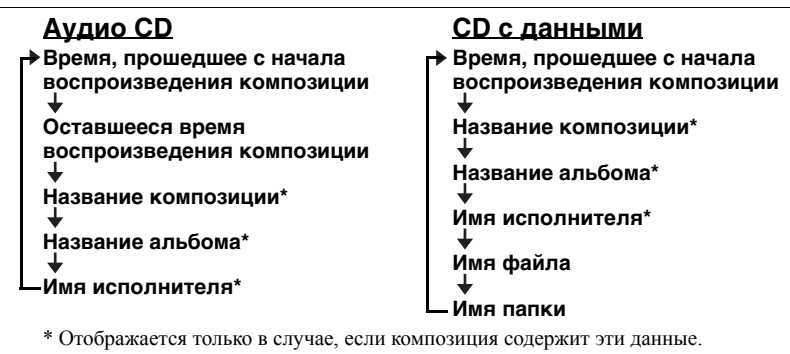 Аудио CD
Время, прошедшее с начала
воспроизведения композиции
Оставшееся время
воспроизведения композиции
Название композиции*
Название альбома*
Имя исполнителя*
CD с данными
Время, прошедшее с начала
воспроизведения композиции
Название композиции*
Название альбома*
Имя исполнителя*
Имя файла
Имя папки
* Отображается только в случае, если композиция содержит эти данные.